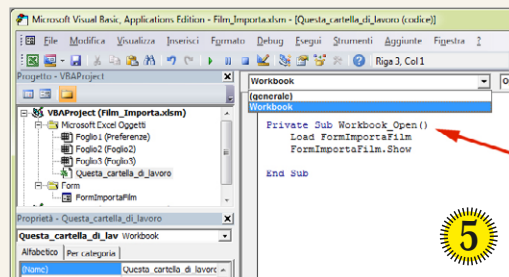 Microsoft Visual Basic, Applications Edition - Film_Importa.xlsm - [Questa_cartella_di_lavoro (codice)]
File Modifica Visualizza Inserisci Formato Debug Esegui Strumenti Aggiunte Finestra ?
Riga 3, Col 1
Progetto - VBAProject
Workbook
(generale)
Workbook
VBAProject (Film_Importa.xlsm)
Microsoft Excel Oggetti
Foglio1 (Preferenze)
Foglio2 (Foglio2)
Foglio3 (Foglio3)
Questa_cartella_di_lavoro
Form
FormImportaFilm
Private Sub Workbook_Open()
Load FormImportaFilm
FormImportaFilm.Show
End Sub
Proprietà - Questa_cartella_di_lavoro
Questa_cartella_di_lav Workbook
Alfabetico Per categoria
(Name) Questa_cartella_di_lavoro
5